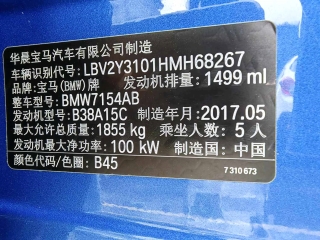 华晨宝马汽车有限公司制造
车辆识别代号: LBV2Y3101HMH68267
品牌: 宝马(BMW)牌 发动机排量: 1499 ml
整车型号: BMW7154AB
发动机型号: B38A15C 制造年月: 2017.05
最大允许总质量: 1855 kg 乘坐人数: 5 人
发动机最大净功率: 100 kW 制造国: 中国
颜色代码/色圈: B45
7 310 673